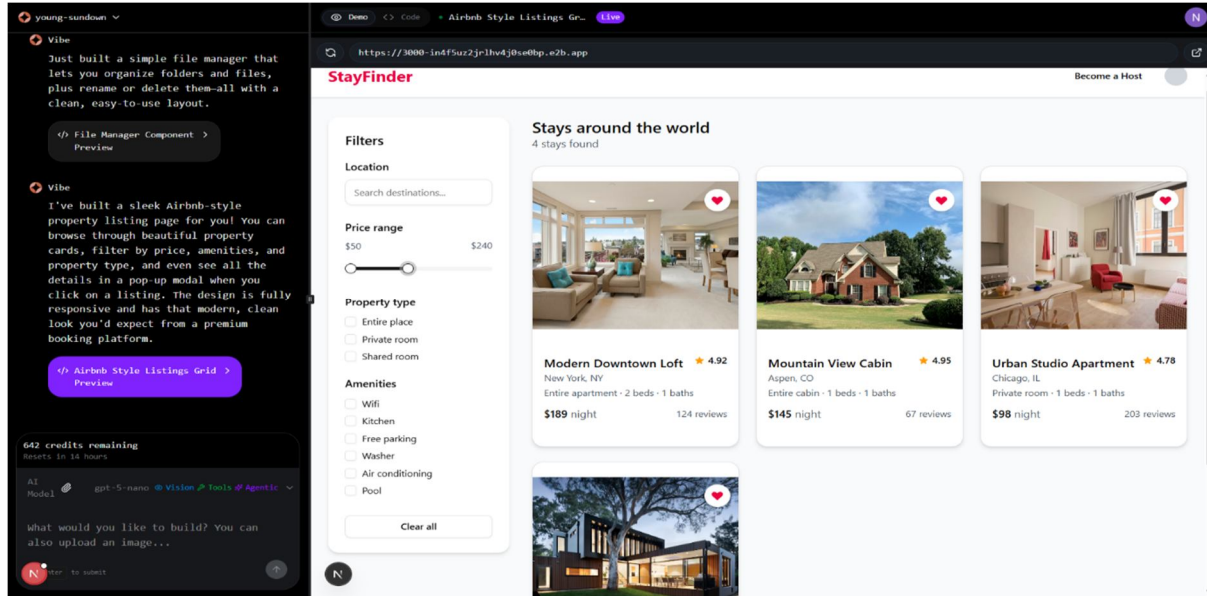 young-sundown
Vibe
Just built a simple file manager that
lets you organize folders and files,
plus rename or delete them—all with a
clean, easy-to-use layout.
</> File Manager Component >
Preview
Vibe
I've built a sleek Airbnb-style
property listing page for you! You can
browse through beautiful property
cards, filter by price, amenities, and
property type, and even see all the
details in a pop-up modal when you
click on a listing. The design is fully
responsive and has that modern, clean
look you'd expect from a premium
booking platform.
</> Airbnb Style Listings Grid >
Preview
642 credits remaining
Resets in 14 hours
AI
Model
gpt-5-nano Vision Tools Agentic
What would you like to build? You can
also upload an image...
N
to submit
Demo <> Code Airbnb Style Listings Gr… Live
N
https://3000-in4f5uz2jrlhv4j0se0bp.e2b.app
StayFinder
Become a Host
Filters
Location
Search destinations...
Price range
$50 $240
Property type
Entire place
Private room
Shared room
Amenities
Wifi
Kitchen
Free parking
Washer
Air conditioning
Pool
Clear all
N
Stays around the world
4 stays found
Modern Downtown Loft 4.92
New York, NY
Entire apartment · 2 beds · 1 baths
$189 night 124 reviews
Mountain View Cabin 4.95
Aspen, CO
Entire cabin · 1 beds · 1 baths
$145 night 67 reviews
Urban Studio Apartment 4.78
Chicago, IL
Private room · 1 beds · 1 baths
$98 night 203 reviews